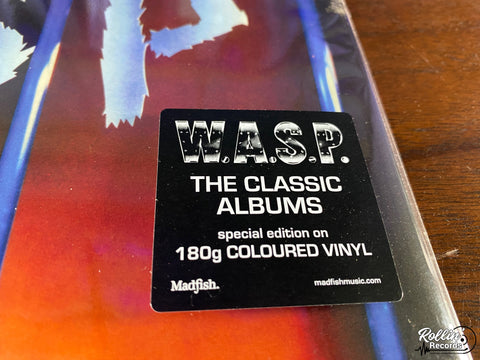 W.A.S.P.
THE CLASSIC
ALBUMS
special edition on
180g COLOURED VINYL
Madfish.
madfishmusic.com
Rollin
Records